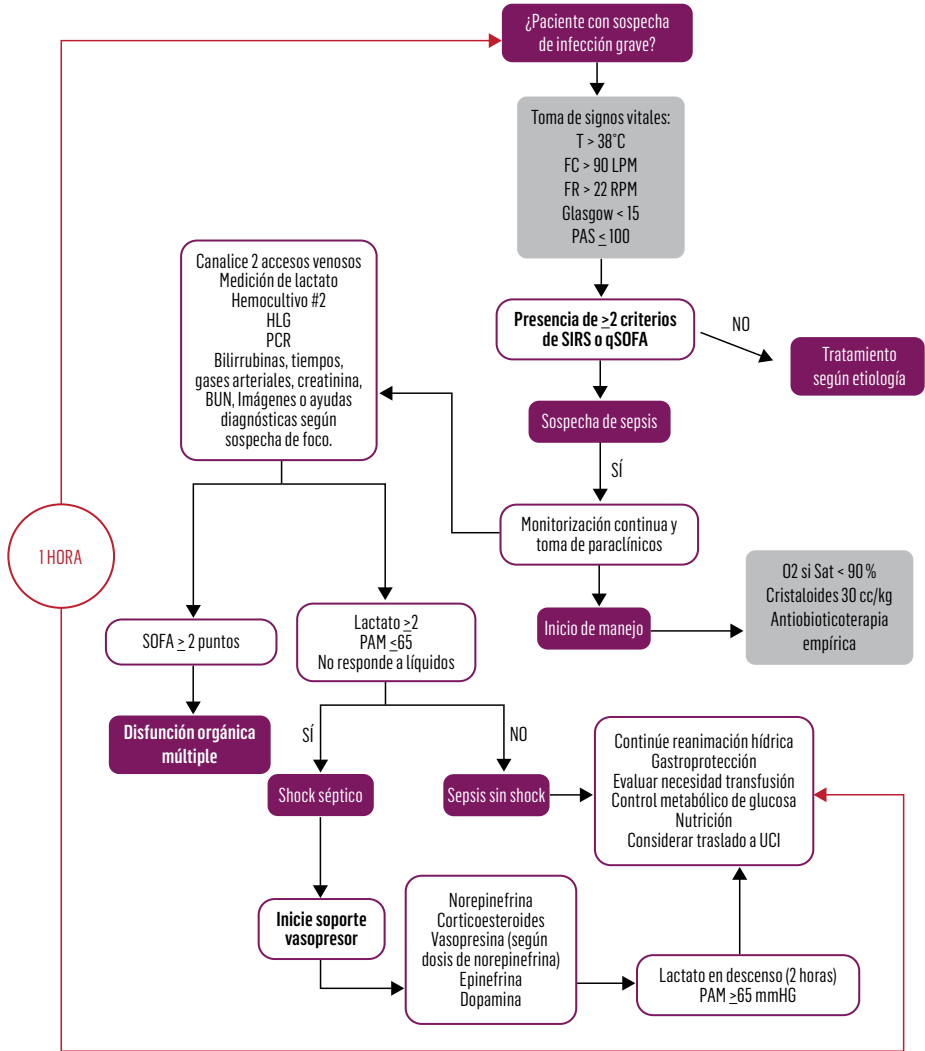 ¿Paciente con sospecha
de infección grave?
Toma de signos vitales:
T > 38°C
FC > 90 LPM
FR > 22 RPM
Glasgow < 15
PAS ≤ 100
Presencia de ≥2 criterios
de SIRS o qSOFA
NO
Tratamiento
según etiología
Sospecha de sepsis
SÍ
Monitorización continua y
toma de paraclínicos
Canalice 2 accesos venosos
Medición de lactato
Hemocultivo #2
HLG
PCR
Bilirrubinas, tiempos,
gases arteriales, creatinina,
BUN, Imágenes o ayudas
diagnósticas según
sospecha de foco.
1 HORA
Inicio de manejo
O2 si Sat < 90 %
Cristaloides 30 cc/kg
Antiobioticoterapia
empírica
SOFA ≥ 2 puntos
Disfunción orgánica
múltiple
Lactato ≥2
PAM ≤65
No responde a líquidos
SÍ
NO
Shock séptico
Sepsis sin shock
Continúe reanimación hídrica
Gastroprotección
Evaluar necesidad transfusión
Control metabólico de glucosa
Nutrición
Considerar traslado a UCI
Inicie soporte
vasopresor
Norepinefrina
Corticoesteroides
Vasopresina (según
dosis de norepinefrina)
Epinefrina
Dopamina
Lactato en descenso (2 horas)
PAM ≥65 mmHG